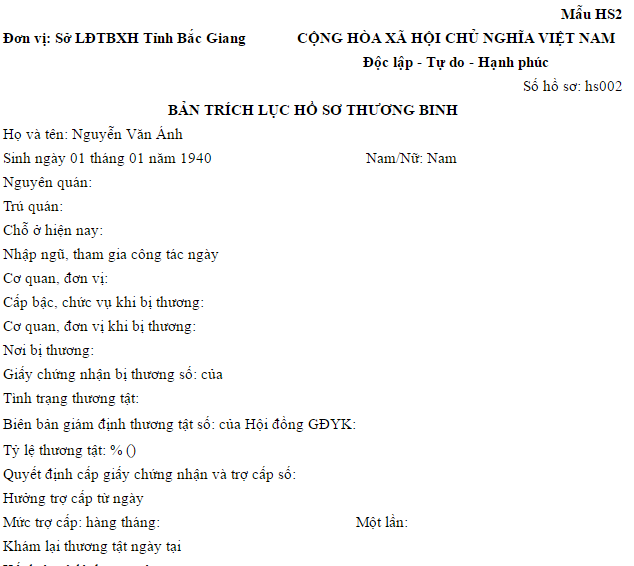 Mẫu HS2
Đơn vị: Sở LĐTBXH Tỉnh Bắc Giang CỘNG HÒA XÃ HỘI CHỦ NGHĨA VIỆT NAM
Độc lập - Tự do - Hạnh phúc
Số hồ sơ: hs002
BẢN TRÍCH LỤC HỒ SƠ THƯƠNG BINH
Họ và tên: Nguyễn Văn Ánh
Sinh ngày 01 tháng 01 năm 1940 Nam/Nữ: Nam
Nguyên quán:
Trú quán:
Chỗ ở hiện nay:
Nhập ngũ, tham gia công tác ngày
Cơ quan, đơn vị:
Cấp bậc, chức vụ khi bị thương:
Cơ quan, đơn vị khi bị thương:
Nơi bị thương:
Giấy chứng nhận bị thương số: của
Tình trạng thương tật:
Biên bản giám định thương tật số: của Hội đồng GĐYK:
Tỷ lệ thương tật: % ()
Quyết định cấp giấy chứng nhận và trợ cấp số:
Hưởng trợ cấp từ ngày
Mức trợ cấp: hàng tháng: Một lần:
Khám lại thương tật ngày tại